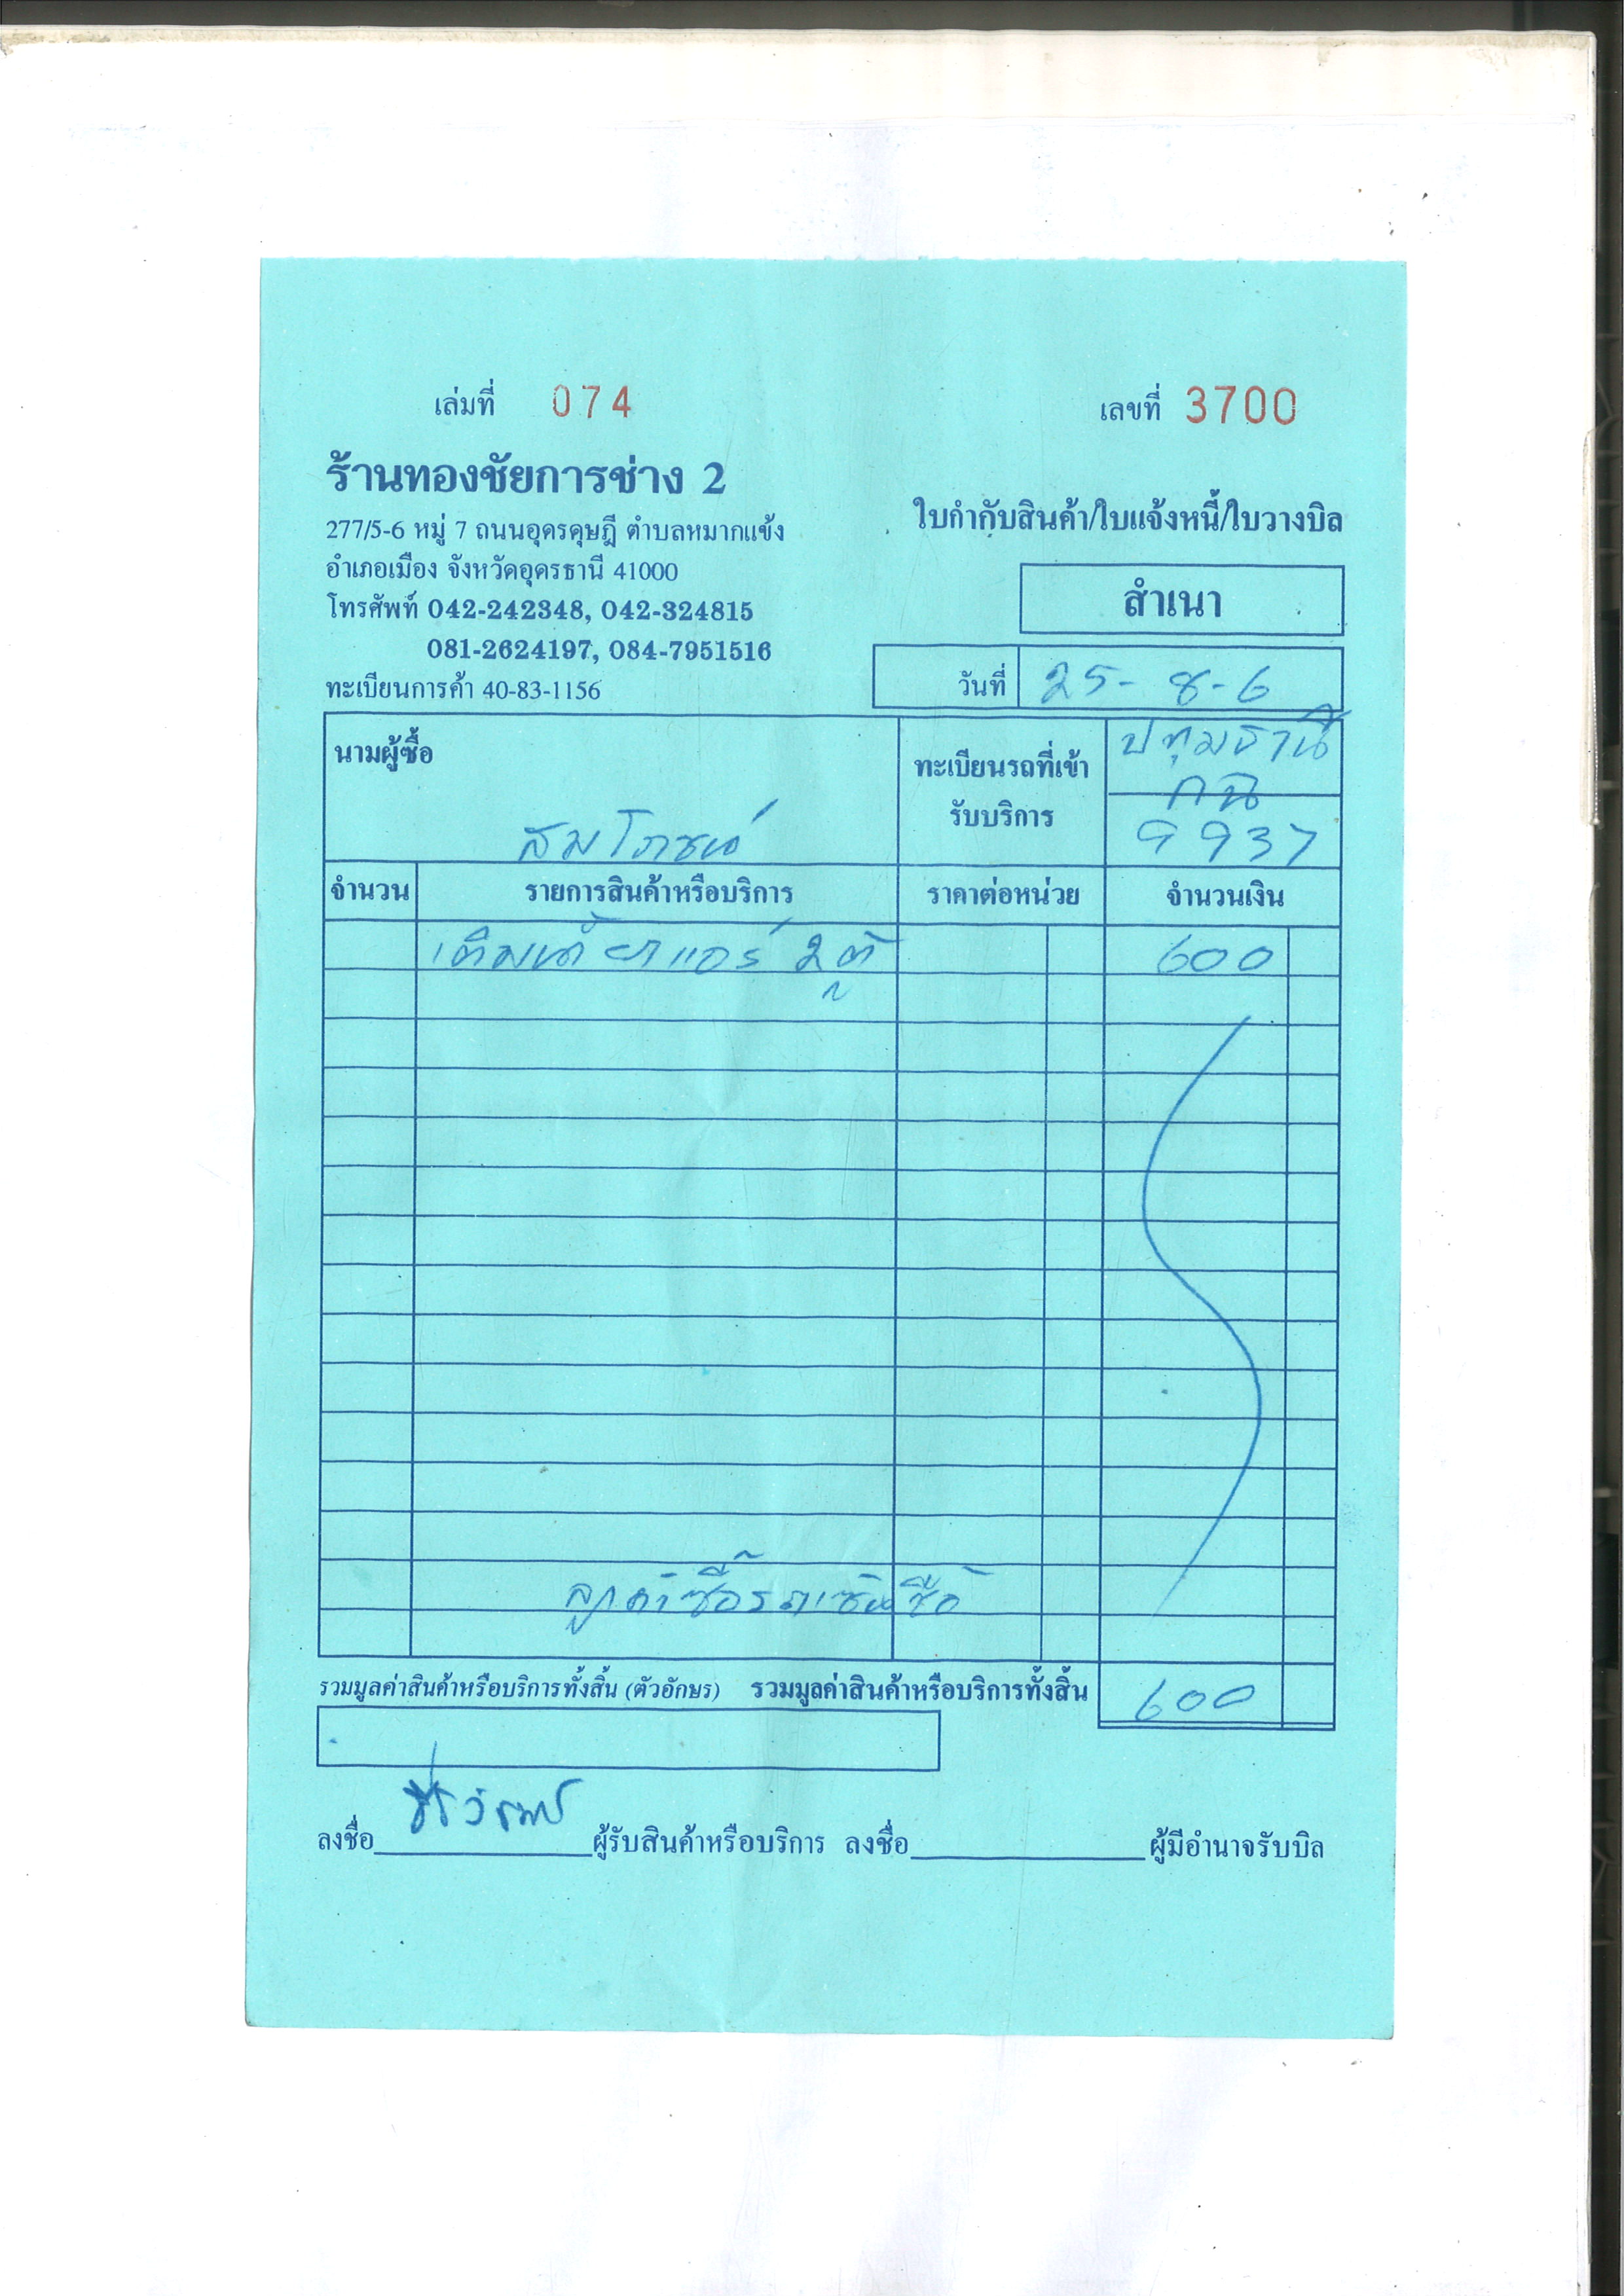 เล่มที่ 074 เลขที่ 3700
ร้านทองชัยการช่าง 2
277/5-6 หมู่ 7 ถนนอุดรดุษฎี ตำบลหมากแข้ง
อำเภอเมือง จังหวัดอุดรธานี 41000
โทรศัพท์ 042-242348, 042-324815
081-2624197, 084-7951516
ทะเบียนการค้า 40-83-1156
ใบกำกับสินค้า/ใบแจ้งหนี้/ใบวางบิล
สำเนา
วันที่ 25-8-6
นามผู้ซื้อ
สมโภชน์
ทะเบียนรถที่เข้า
รับบริการ
ปทุมธานี
9937
จำนวน รายการสินค้าหรือบริการ ราคาต่อหน่วย จำนวนเงิน
เติมน้ำยาแอร์ 2 ตู้ 600
รวมมูลค่าสินค้าหรือบริการทั้งสิ้น (ตัวอักษร) รวมมูลค่าสินค้าหรือบริการทั้งสิ้น 600
ลงชื่อ ผู้รับสินค้าหรือบริการ ลงชื่อ ผู้มีอำนาจรับบิล